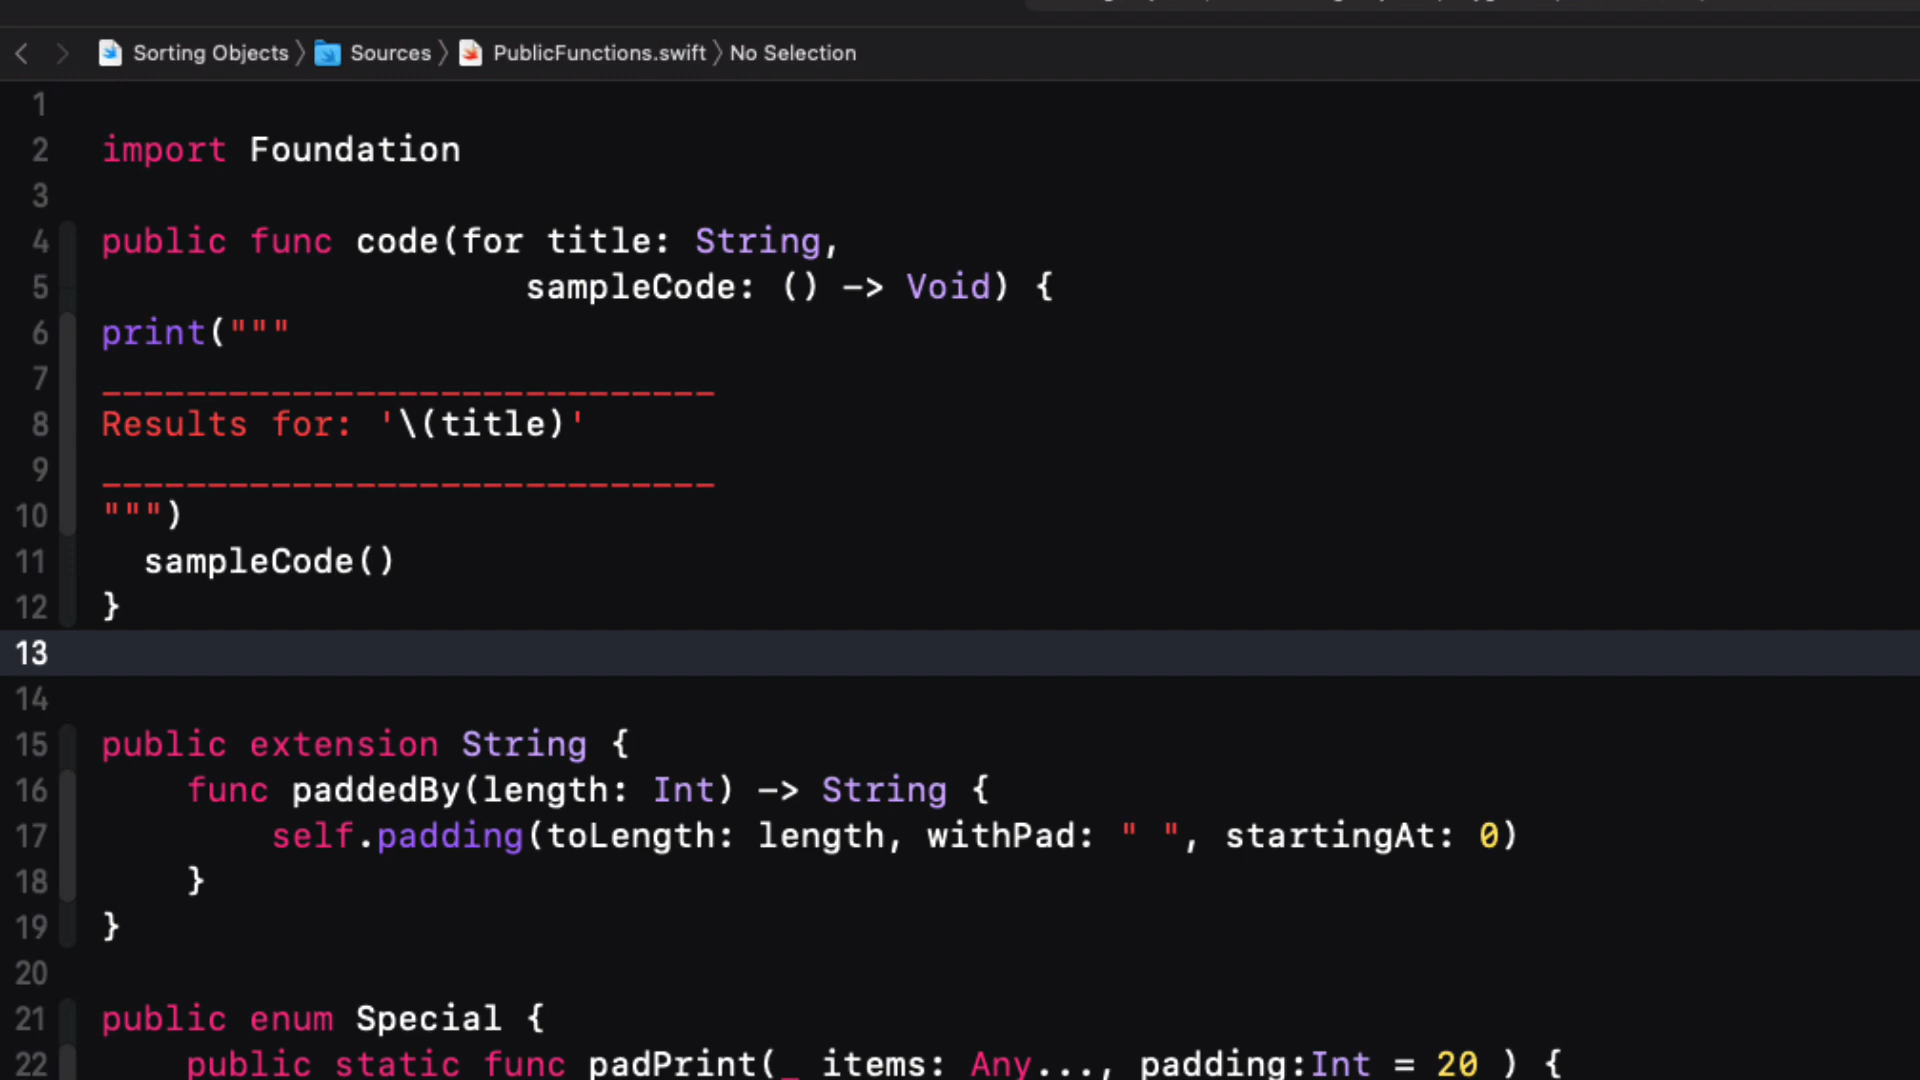 Sorting Objects 〉 Sources 〉 PublicFunctions.swift 〉 No Selection
1
2 import Foundation
3
4 public func code(for title: String,
5                     sampleCode: () -> Void) {
6 print("""
7 _____________________________
8 Results for: '\(title)'
9 _____________________________
10 """)
11   sampleCode()
12 }
13
14
15 public extension String {
16     func paddedBy(length: Int) -> String {
17         self.padding(toLength: length, withPad: " ", startingAt: 0)
18     }
19 }
20
21 public enum Special {
22     public static func padPrint(_ items: Any..., padding:Int = 20 ) {